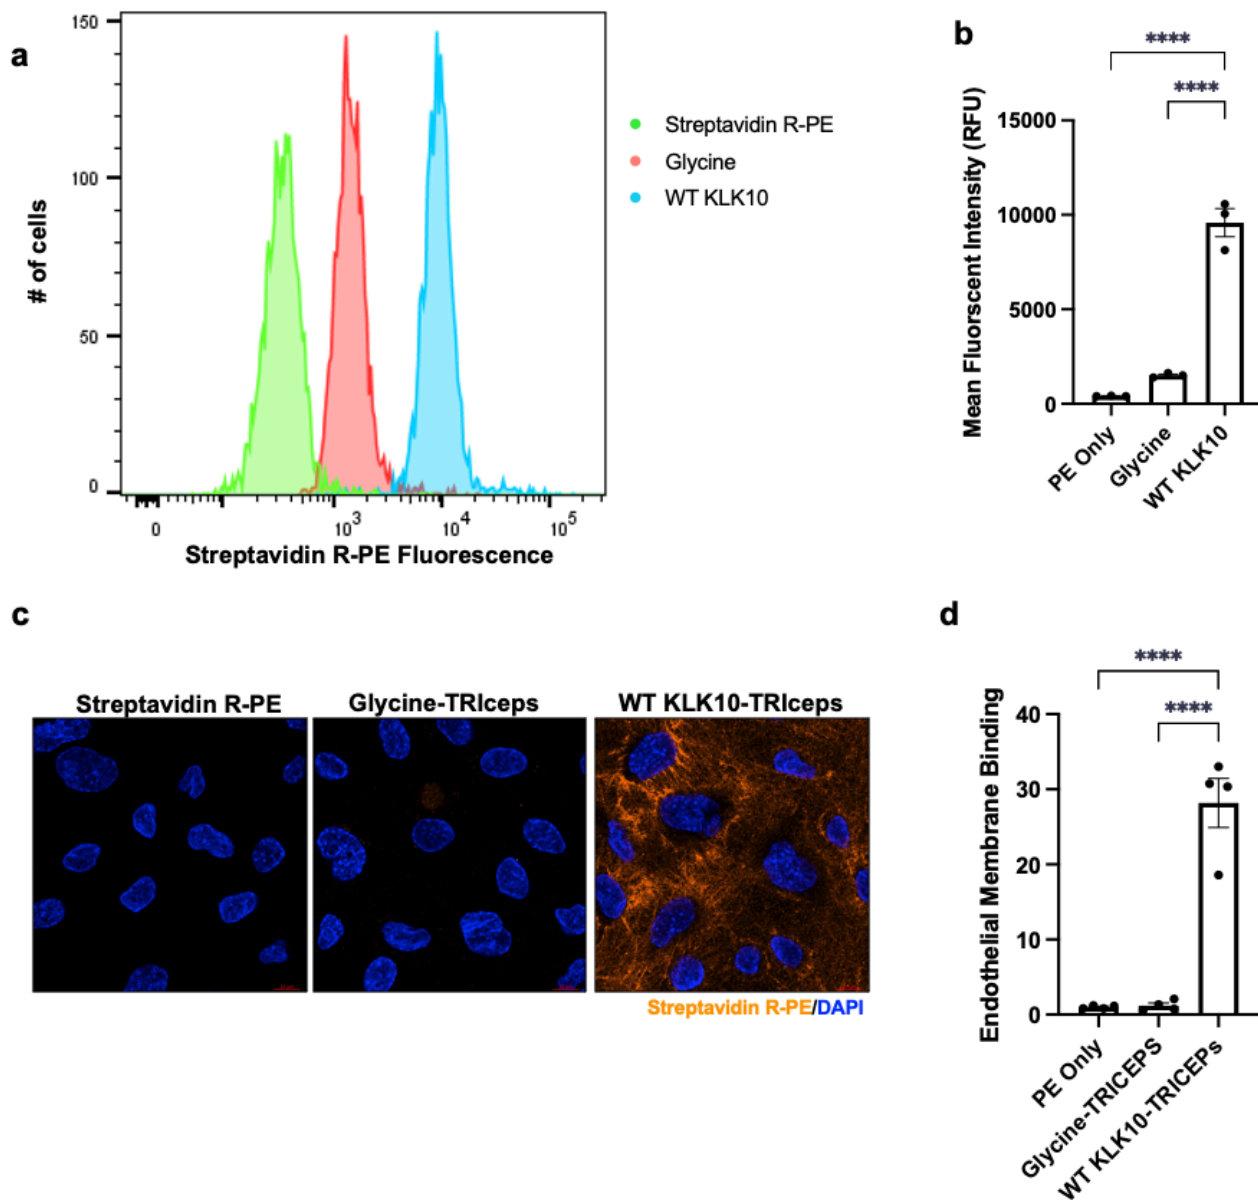 a
150
100
50
0
# of cells
0 10³ 10⁴ 10⁵
Streptavidin R-PE Fluorescence
Streptavidin R-PE
Glycine
WT KLK10
b
****
****
Mean Fluorscent Intensity (RFU)
15000
10000
5000
0
PE Only
Glycine
WT KLK10
c
Streptavidin R-PE
Glycine-TRIceps
WT KLK10-TRIceps
Streptavidin R-PE/DAPI
d
****
****
Endothelial Membrane Binding
40
30
20
10
0
PE Only
Glycine-TRICEPS
WT KLK10-TRICEPs